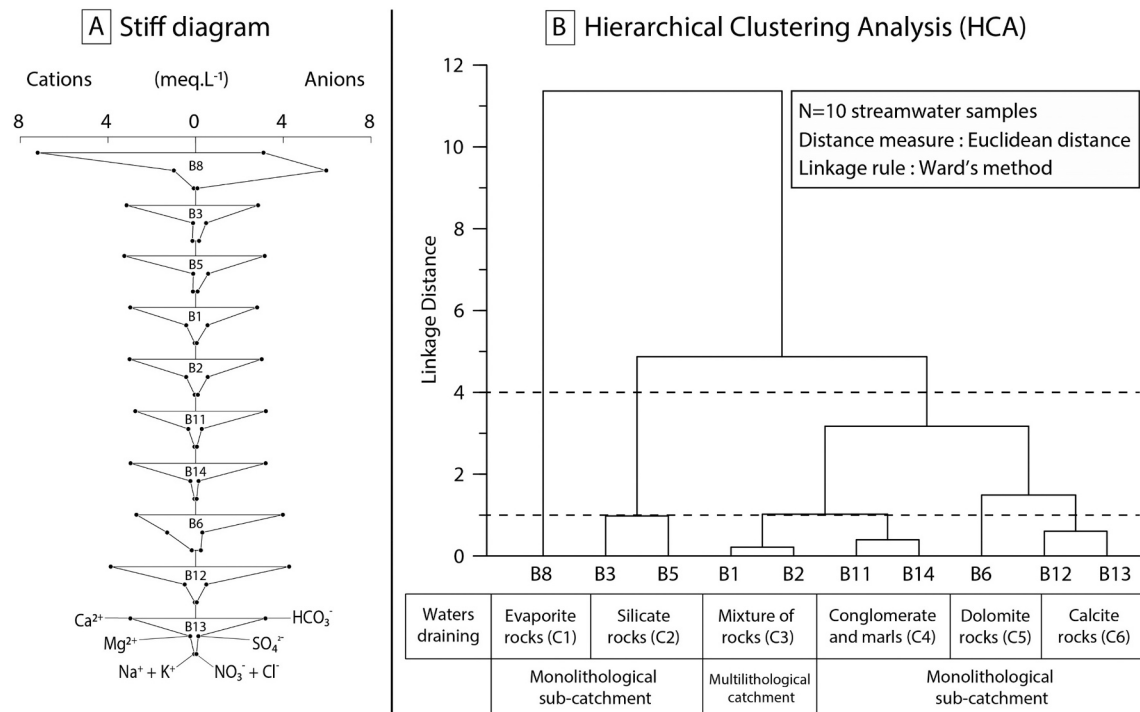 A Stiff diagram
Cations (meq.L⁻¹) Anions
8 4 0 4 8
B8
B3
B5
B1
B2
B11
B14
B6
B12
B13
Ca²⁺ HCO₃⁻
Mg²⁺ SO₄²⁻
Na⁺ + K⁺ NO₃⁻ + Cl⁻
B Hierarchical Clustering Analysis (HCA)
N=10 streamwater samples
Distance measure : Euclidean distance
Linkage rule : Ward's method
Linkage Distance
12
10
8
6
4
2
0
B8 B3 B5 B1 B2 B11 B14 B6 B12 B13
Waters
draining
Evaporite
rocks (C1)
Silicate
rocks (C2)
Mixture of
rocks (C3)
Conglomerate
and marls (C4)
Dolomite
rocks (C5)
Calcite
rocks (C6)
Monolithological
sub-catchment
Multilithological
catchment
Monolithological
sub-catchment